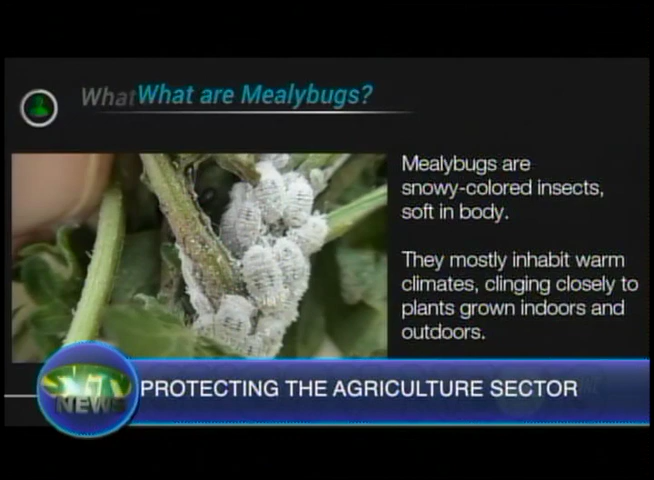 What What are Mealybugs?
Mealybugs are
snowy-colored insects,
soft in body.
They mostly inhabit warm
climates, clinging closely to
plants grown indoors and
outdoors.
PROTECTING THE AGRICULTURE SECTOR
NEWS